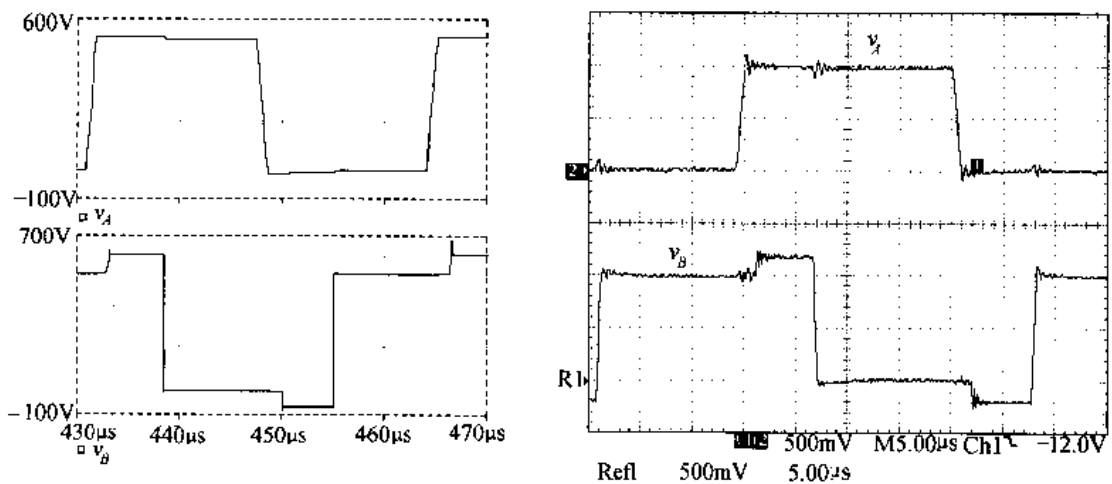 600V
−100V
▫ v_A
700V
−100V
430μs 440μs 450μs 460μs 470μs
▫ v_B
v_A
2
1
v_B
R1
500mV M5.00μs Ch1 −12.0V
Refl 500mV 5.00μs